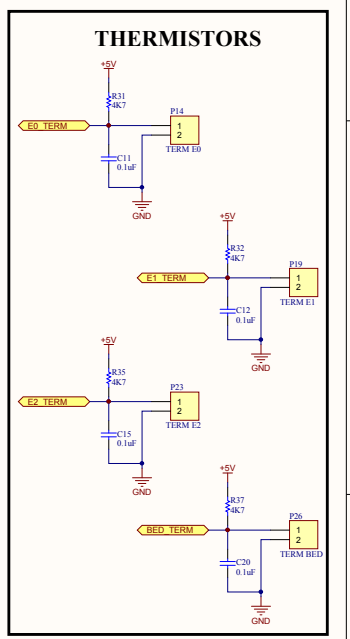 THERMISTORS
+5V
R31
4K7
P14
E0_TERM
1
2
TERM E0
C11
0.1uF
GND
+5V
R32
4K7
P19
E1_TERM
1
2
TERM E1
C12
0.1uF
GND
+5V
R35
4K7
P23
E2_TERM
1
2
TERM E2
C15
0.1uF
GND
+5V
R37
4K7
P26
BED_TERM
1
2
TERM BED
C20
0.1uF
GND